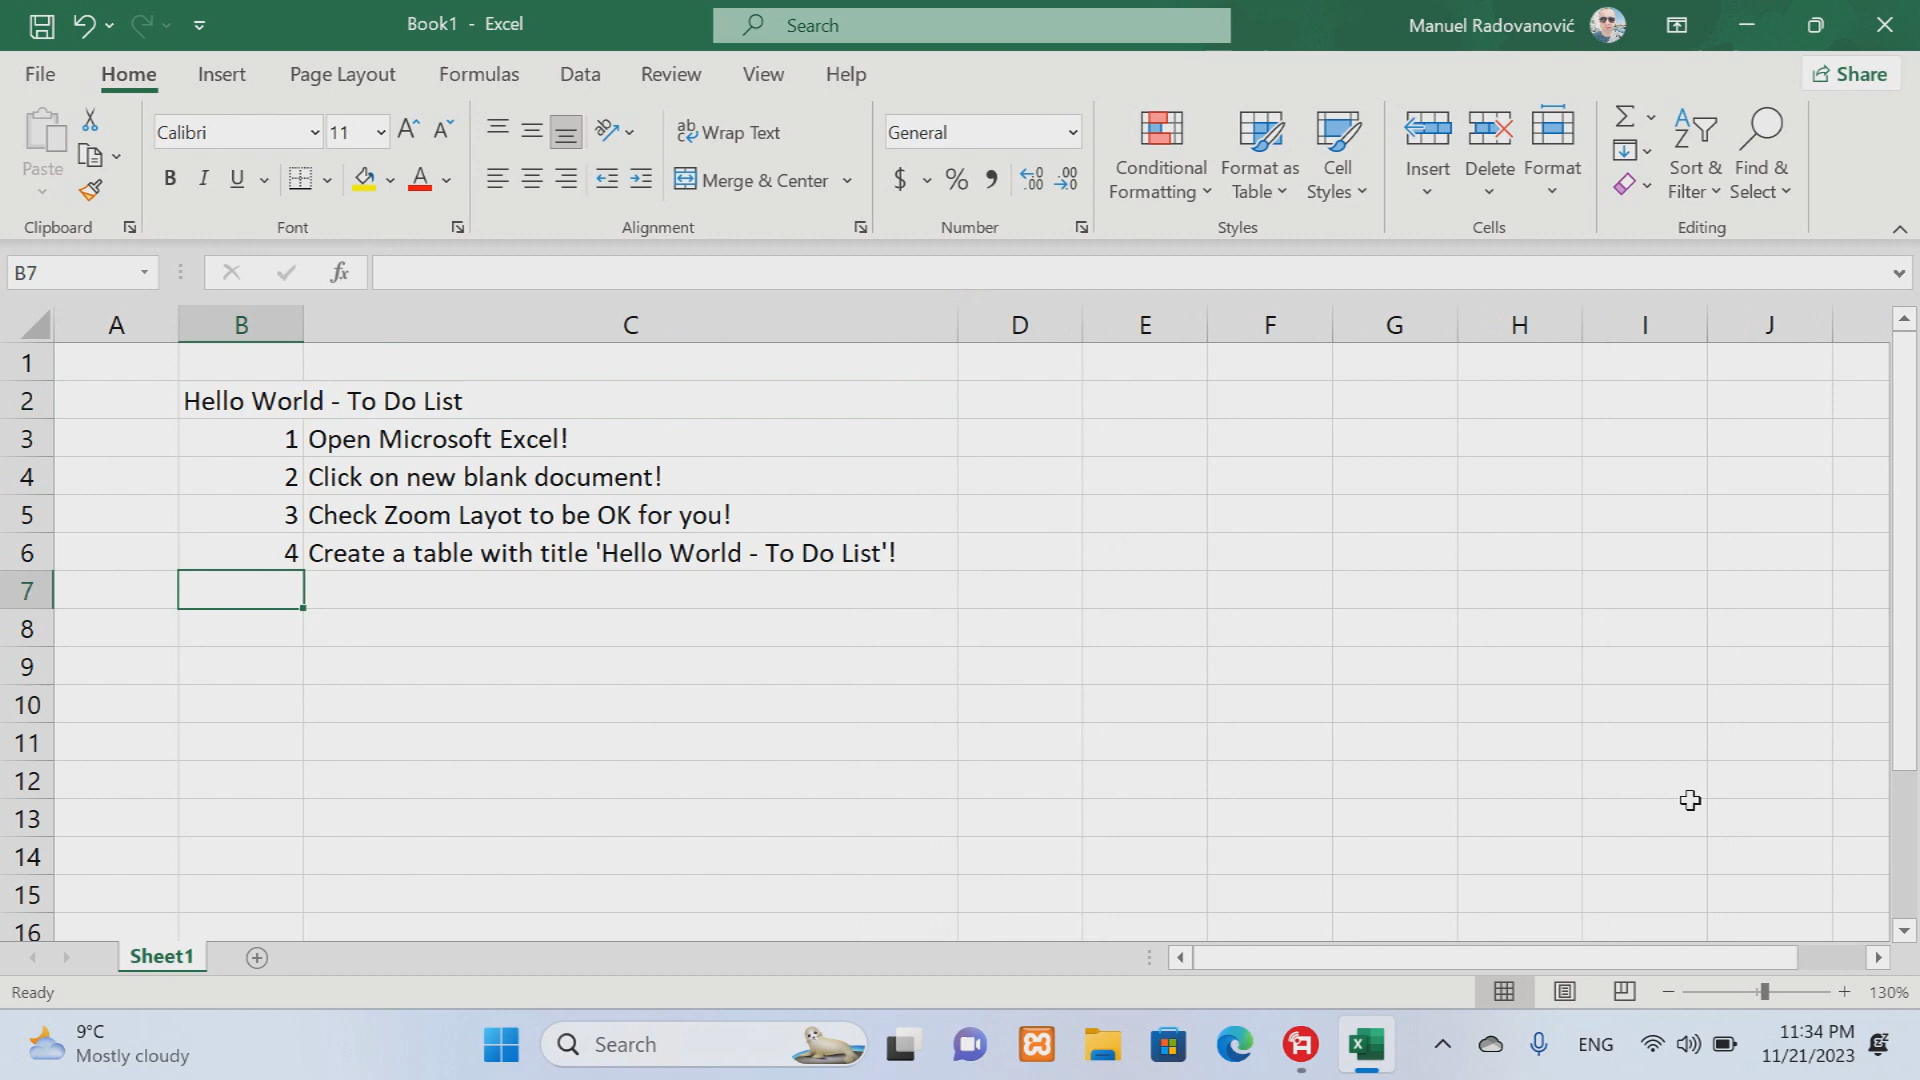 Book1 - Excel
Search
Manuel Radovanović
File Home Insert Page Layout Formulas Data Review View Help
Share
Paste
Clipboard
Calibri 11
B I U
Font
Wrap Text
Merge & Center
Alignment
General
$ % , .00 .00
Number
Conditional Formatting
Format as Table
Cell Styles
Styles
Insert
Delete
Format
Cells
Sort & Filter
Find & Select
Editing
B7
fx
A B C D E F G H I J
1
2 Hello World - To Do List
3 1 Open Microsoft Excel!
4 2 Click on new blank document!
5 3 Check Zoom Layot to be OK for you!
6 4 Create a table with title 'Hello World - To Do List'!
7
8
9
10
11
12
13
14
15
16
Sheet1
Ready
130%
9°C
Mostly cloudy
Search
ENG
11:34 PM
11/21/2023